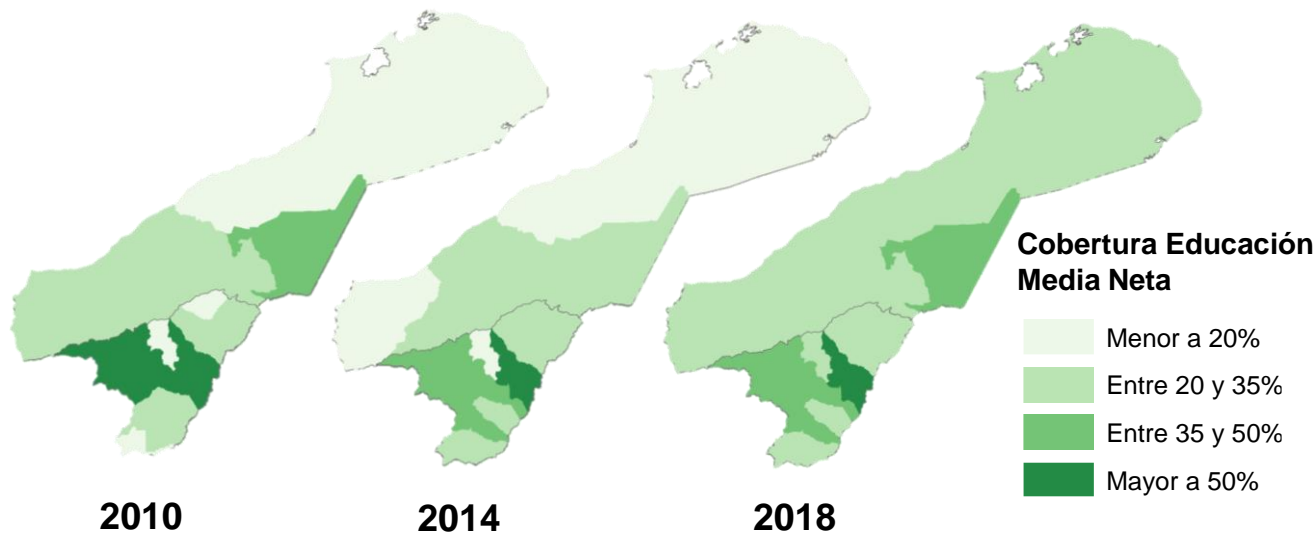 Cobertura Educación
Media Neta
Menor a 20%
Entre 20 y 35%
Entre 35 y 50%
Mayor a 50%
2010
2014
2018